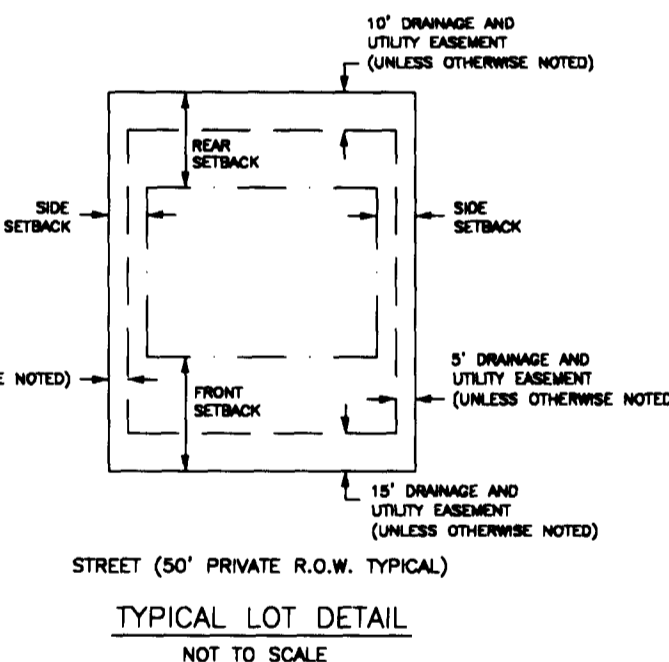 10' DRAINAGE AND
UTILITY EASEMENT
(UNLESS OTHERWISE NOTED)
REAR
SETBACK
SIDE
SETBACK
SIDE
SETBACK
NOTED)
FRONT
SETBACK
5' DRAINAGE AND
UTILITY EASEMENT
(UNLESS OTHERWISE NOTED
15' DRAINAGE AND
UTILITY EASEMENT
(UNLESS OTHERWISE NOTED)
STREET (50' PRIVATE R.O.W. TYPICAL)
TYPICAL LOT DETAIL
NOT TO SCALE